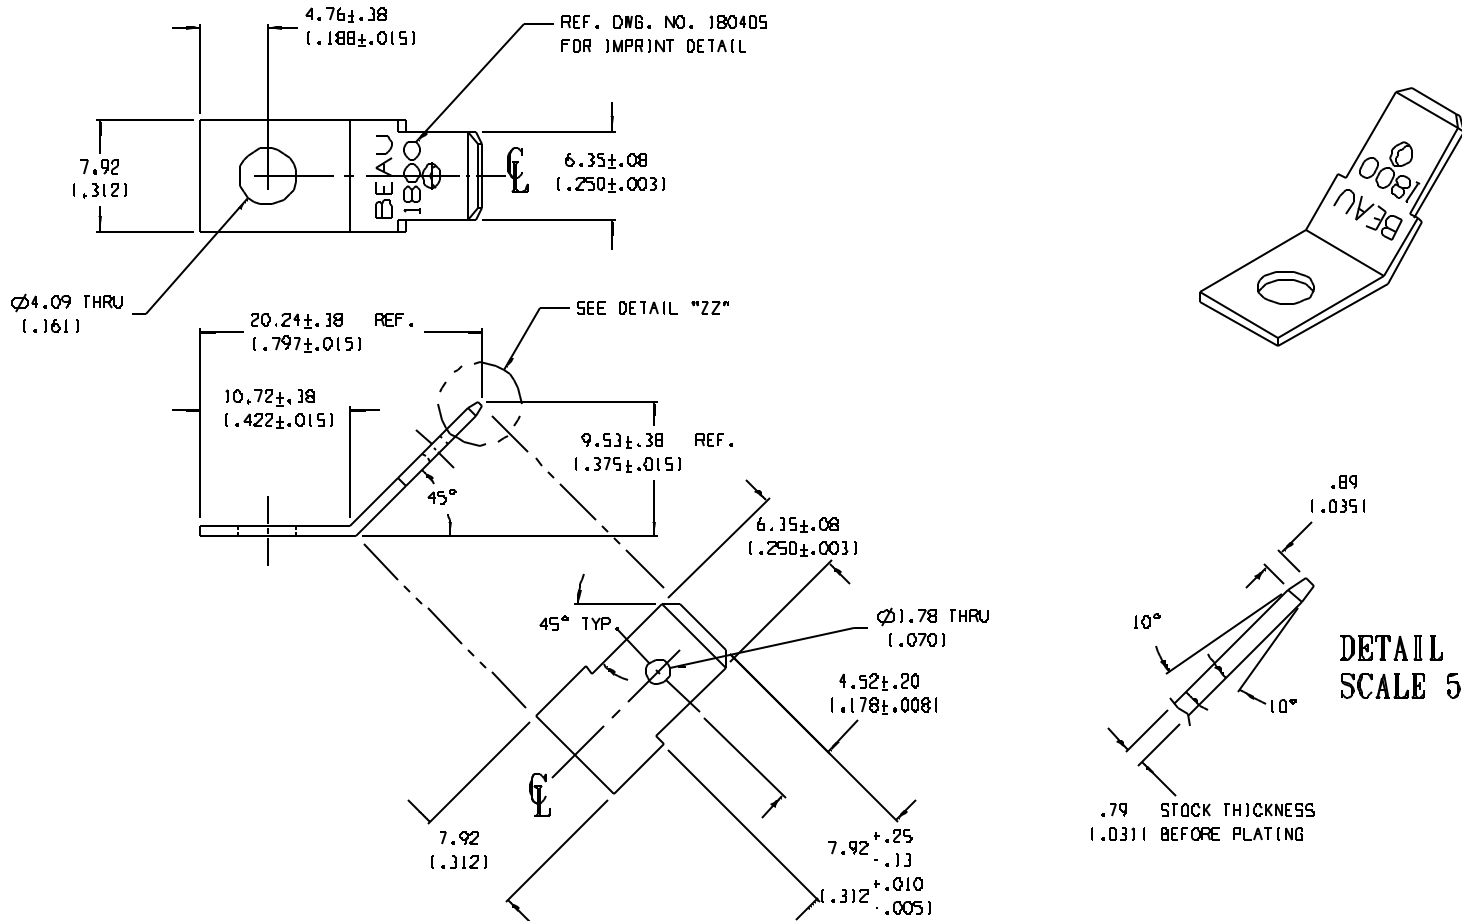 4.76±.38
(.188±.015)
REF. DWG. NO. 180405
FOR IMPRINT DETAIL
7.92
(.312)
BEAU
1800
CL
6.35±.08
(.250±.003)
1800
BEAU
Ø4.09 THRU
(.161)
20.24±.38 REF.
(.797±.015)
SEE DETAIL "ZZ"
10.72±.38
(.422±.015)
9.53±.38 REF.
(.375±.015)
45°
6.35±.08
(.250±.003)
.89
(.035)
45° TYP.
Ø1.78 THRU
(.070)
10°
DETAIL
SCALE 5
4.52±.20
(.178±.008)
10°
CL
7.92
(.312)
7.92 +.25
-.13
(.312 +.010
-.005)
.79 STOCK THICKNESS
(.031) BEFORE PLATING